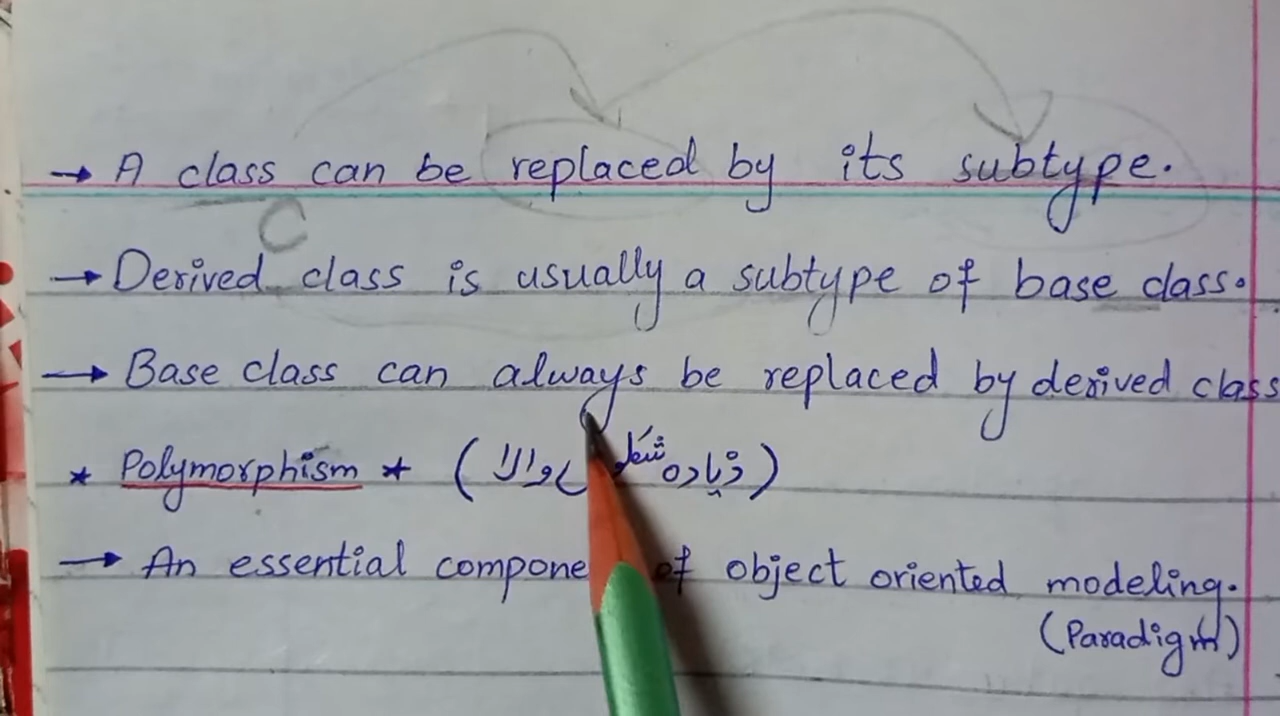 → A class can be replaced by its subtype.
C
→ Derived class is usually a subtype of base class.
→ Base class can always be replaced by derived class
* Polymorphism * (زیادہ شکلوں والا)
→ An essential compone of object oriented modeling.
(Paradigm)